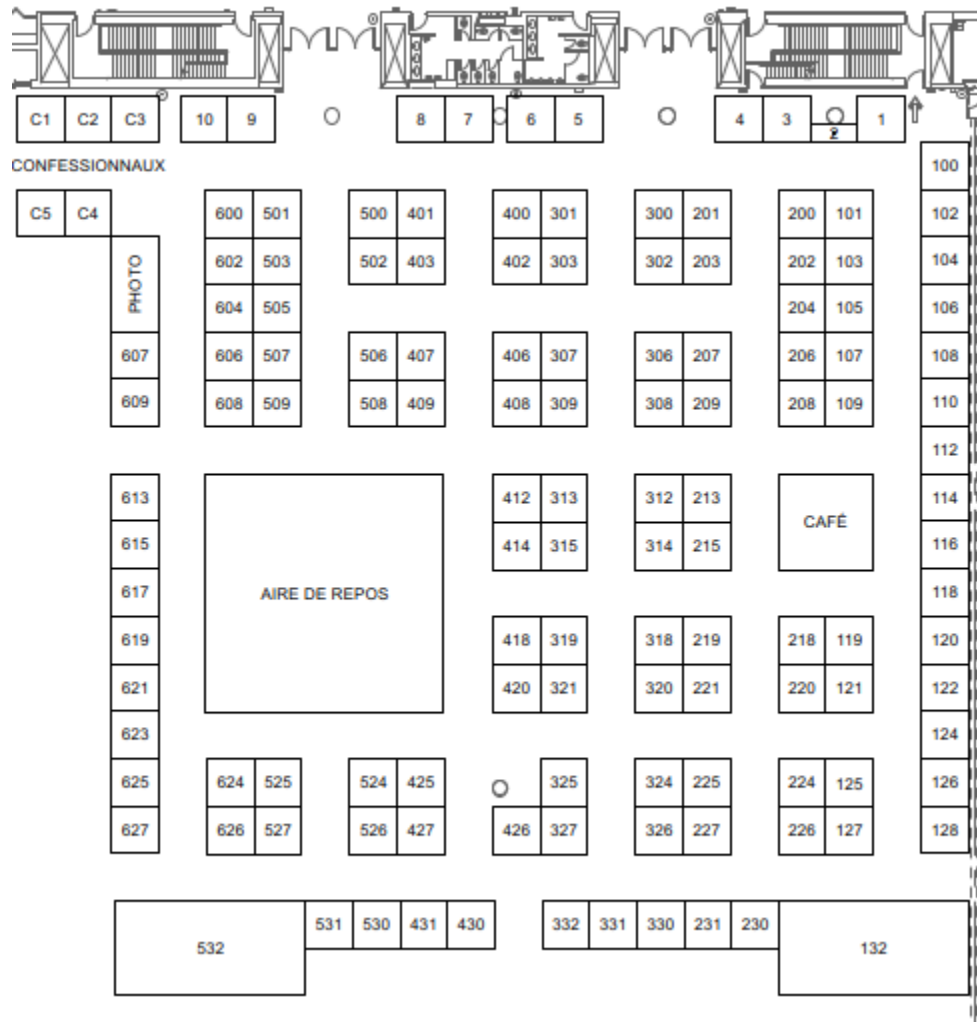 C1 C2 C3 10 9 8 7 6 5 4 3 2 1
CONFESSIONNAUX 100
C5 C4 600 501 500 401 400 301 300 201 200 101 102
PHOTO 602 503 502 403 402 303 302 203 202 103 104
604 505 204 105 106
607 606 507 506 407 406 307 306 207 206 107 108
609 608 509 508 409 408 309 308 209 208 109 110
112
613 412 313 312 213 114
CAFÉ
615 414 315 314 215 116
617 AIRE DE REPOS 118
619 418 319 318 219 218 119 120
621 420 321 320 221 220 121 122
623 124
625 624 525 524 425 325 324 225 224 125 126
627 626 527 526 427 426 327 326 227 226 127 128
531 530 431 430 332 331 330 231 230
532 132